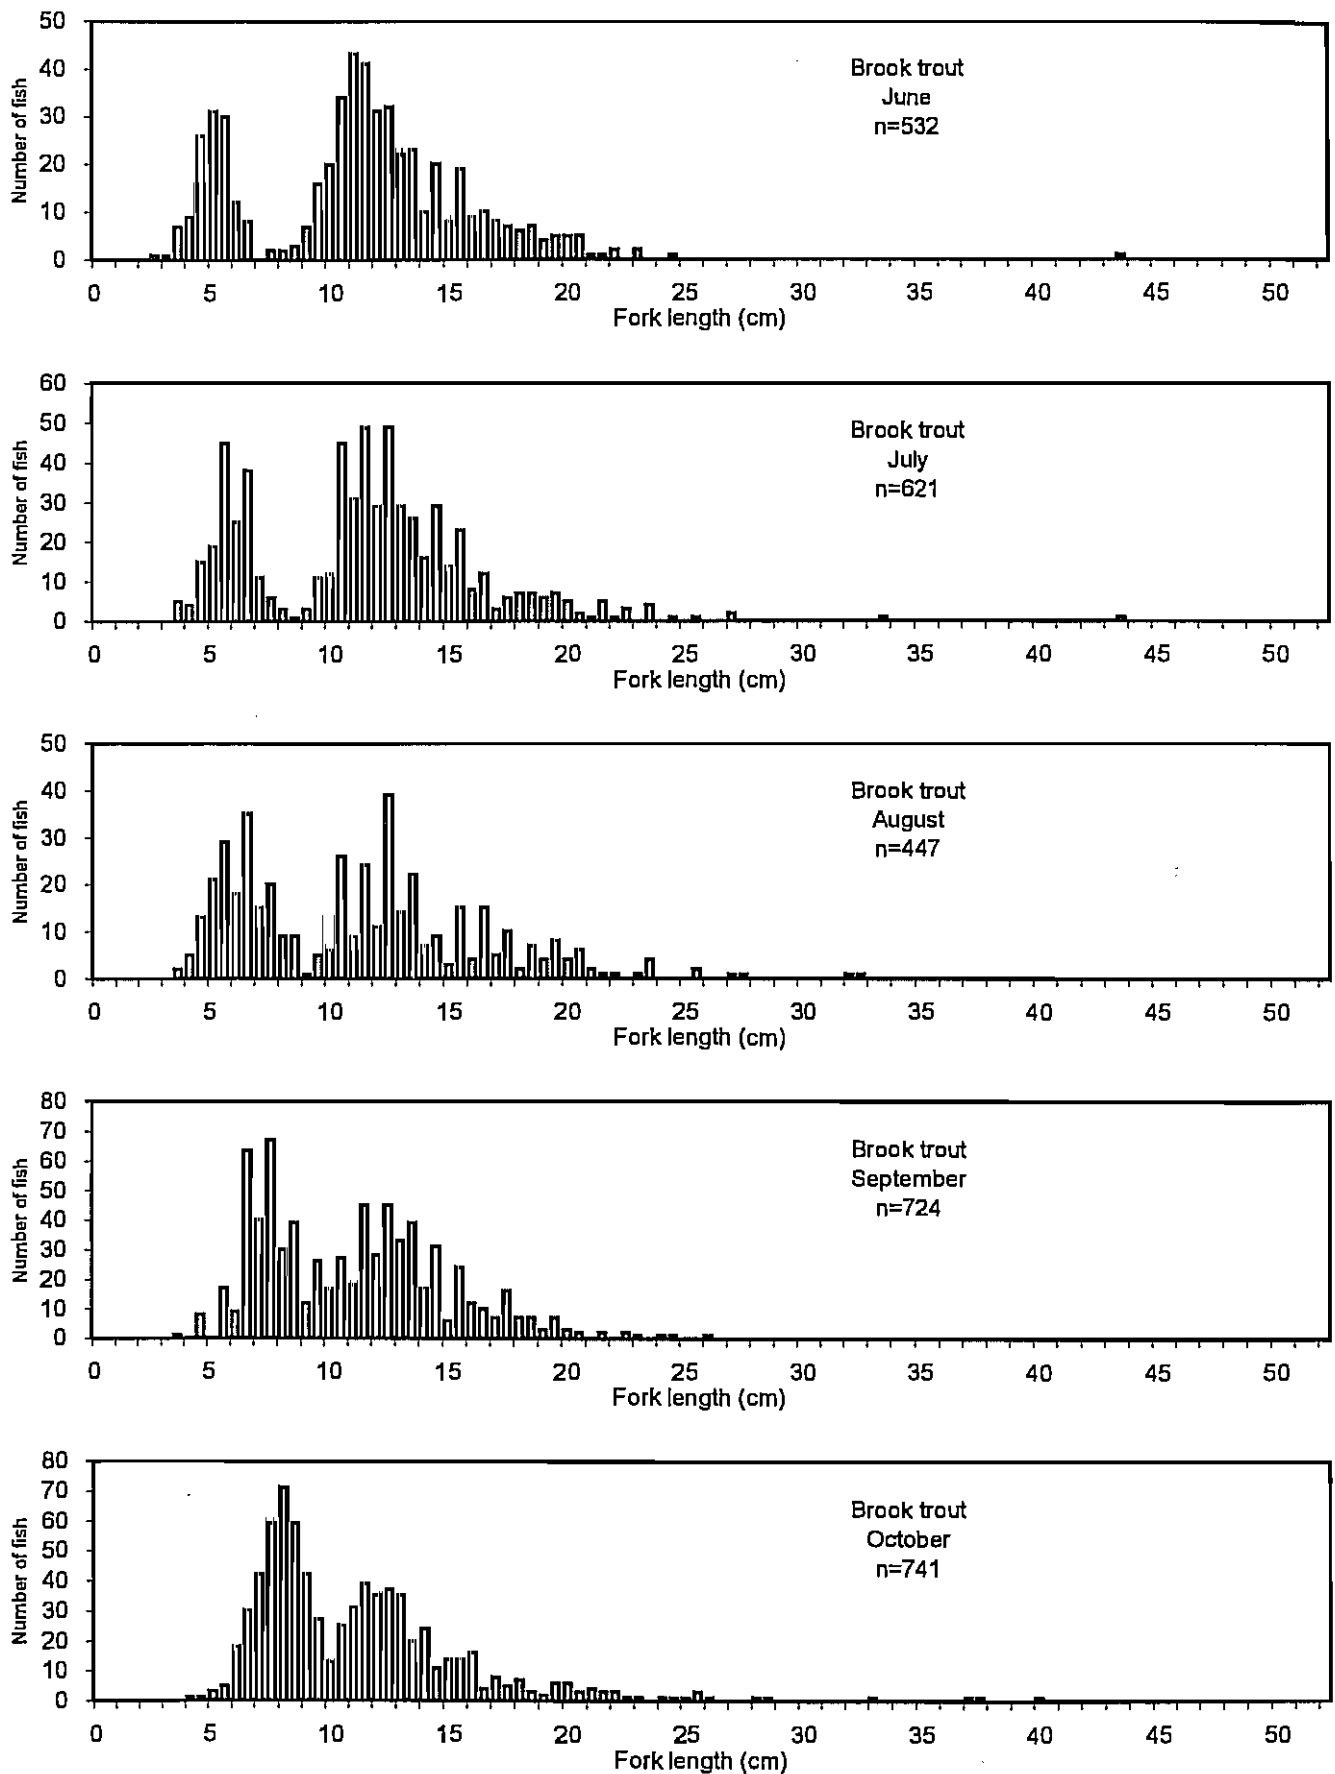 50
40
30
20
10
0
Number of fish
Brook trout
June
n=532
0 5 10 15 20 25 30 35 40 45 50
Fork length (cm)
60
50
40
30
20
10
0
Number of fish
Brook trout
July
n=621
0 5 10 15 20 25 30 35 40 45 50
Fork length (cm)
50
40
30
20
10
0
Number of fish
Brook trout
August
n=447
0 5 10 15 20 25 30 35 40 45 50
Fork length (cm)
80
70
60
50
40
30
20
10
0
Number of fish
Brook trout
September
n=724
0 5 10 15 20 25 30 35 40 45 50
Fork length (cm)
80
70
60
50
40
30
20
10
0
Number of fish
Brook trout
October
n=741
0 5 10 15 20 25 30 35 40 45 50
Fork length (cm)